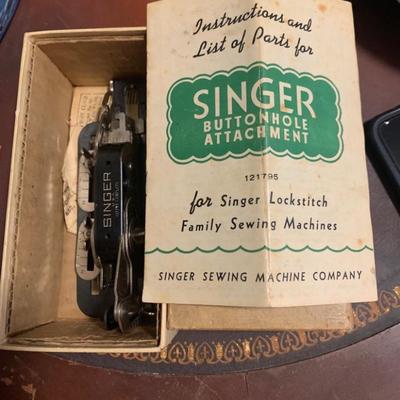 Instructions and
List of Parts for
SINGER
BUTTONHOLE
ATTACHMENT
121795
for Singer Lockstitch
Family Sewing Machines
SINGER SEWING MACHINE COMPANY
SINGER